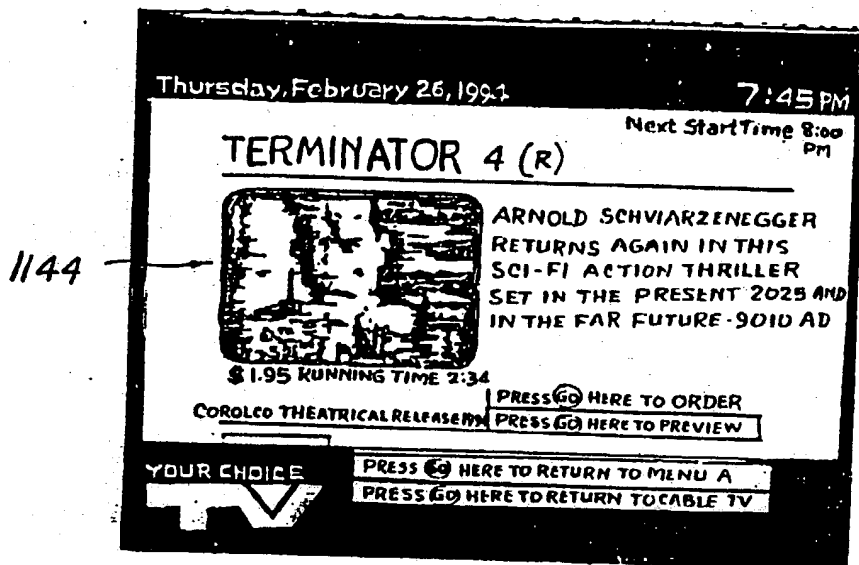 Thursday, February 26, 1992 7:45 PM
Next Start Time 8:00
PM
TERMINATOR 4 (R)
ARNOLD SCHVIARZENEGGER
RETURNS AGAIN IN THIS
SCI-FI ACTION THRILLER
SET IN THE PRESENT 2025 AND
IN THE FAR FUTURE-9010 AD
1144
$1.95 RUNNING TIME 2:34
PRESS GO HERE TO ORDER
COROLCO THEATRICAL RELEASE
PRESS GO HERE TO PREVIEW
YOUR CHOICE
TV
PRESS GO HERE TO RETURN TO MENU A
PRESS GO HERE TO RETURN TO CABLE TV